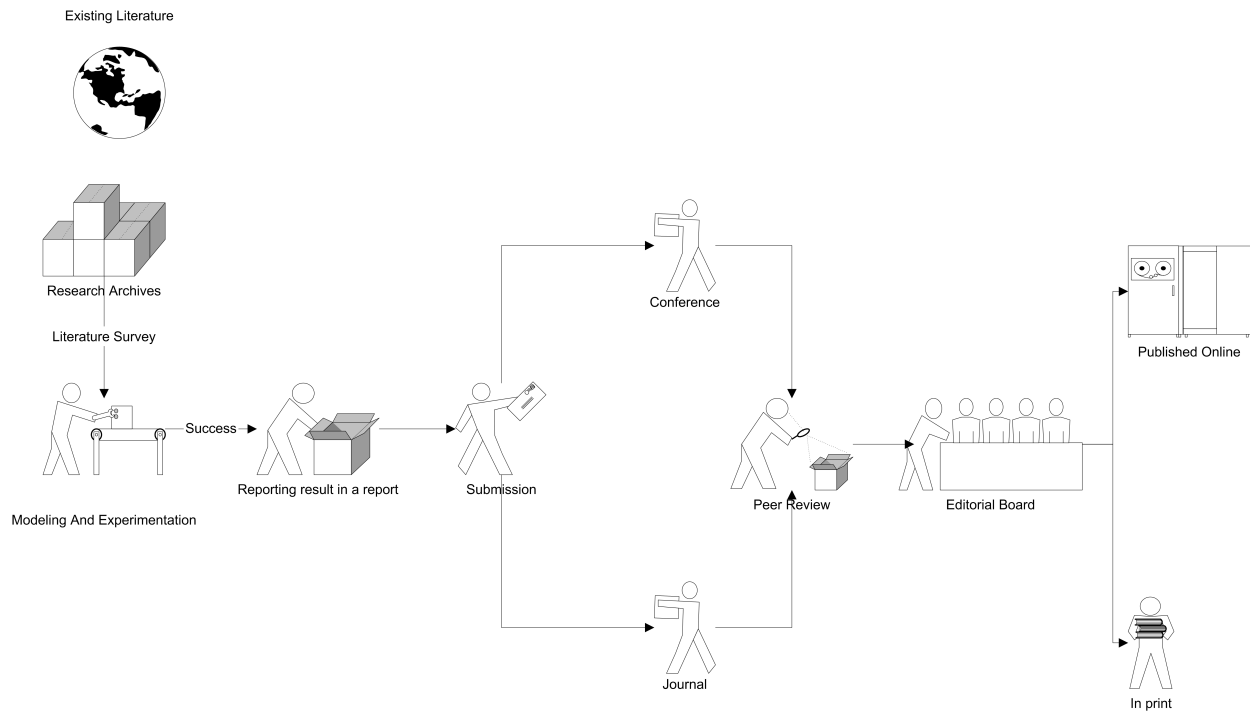 Existing Literature
Research Archives
Literature Survey
Success
Modeling And Experimentation
Reporting result in a report
Submission
Conference
Journal
Peer Review
Editorial Board
Published Online
In print